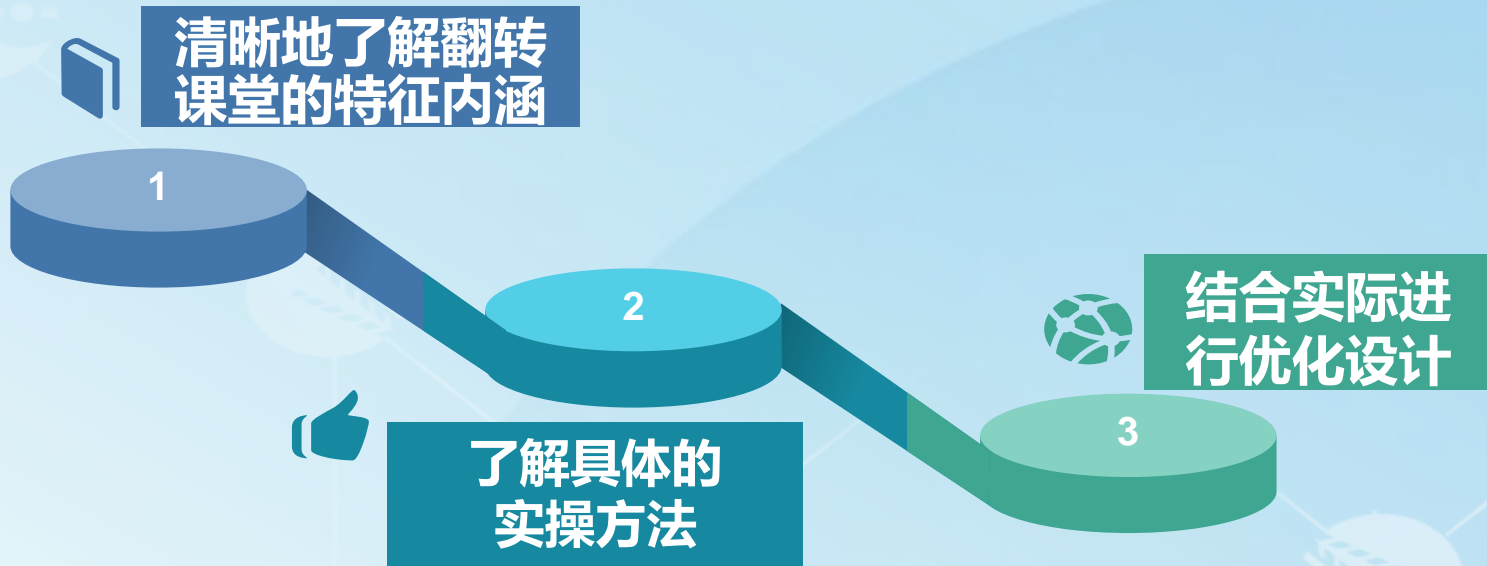 清晰地了解翻转
课堂的特征内涵
1
2
了解具体的
实操方法
结合实际进
行优化设计
3